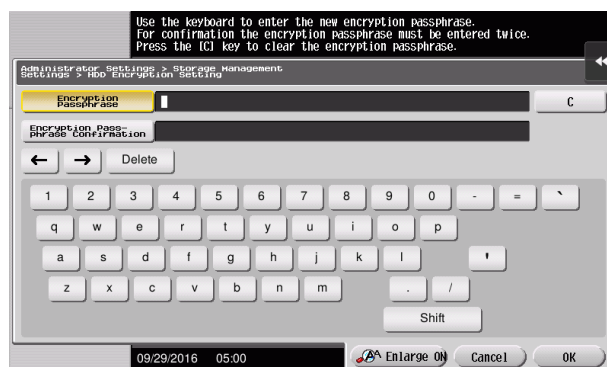 Use the keyboard to enter the new encryption passphrase.
For confirmation the encryption passphrase must be entered twice.
Press the [C] key to clear the encryption passphrase.
Administrator Settings > Storage Management
Settings > HDD Encryption Setting
Encryption
Passphrase
C
Encryption Pass-
phrase Confirmation
← → Delete
1 2 3 4 5 6 7 8 9 0 - = `
q w e r t y u i o p
a s d f g h j k l '
z x c v b n m . /
Shift
09/29/2016 05:00 Enlarge ON Cancel OK